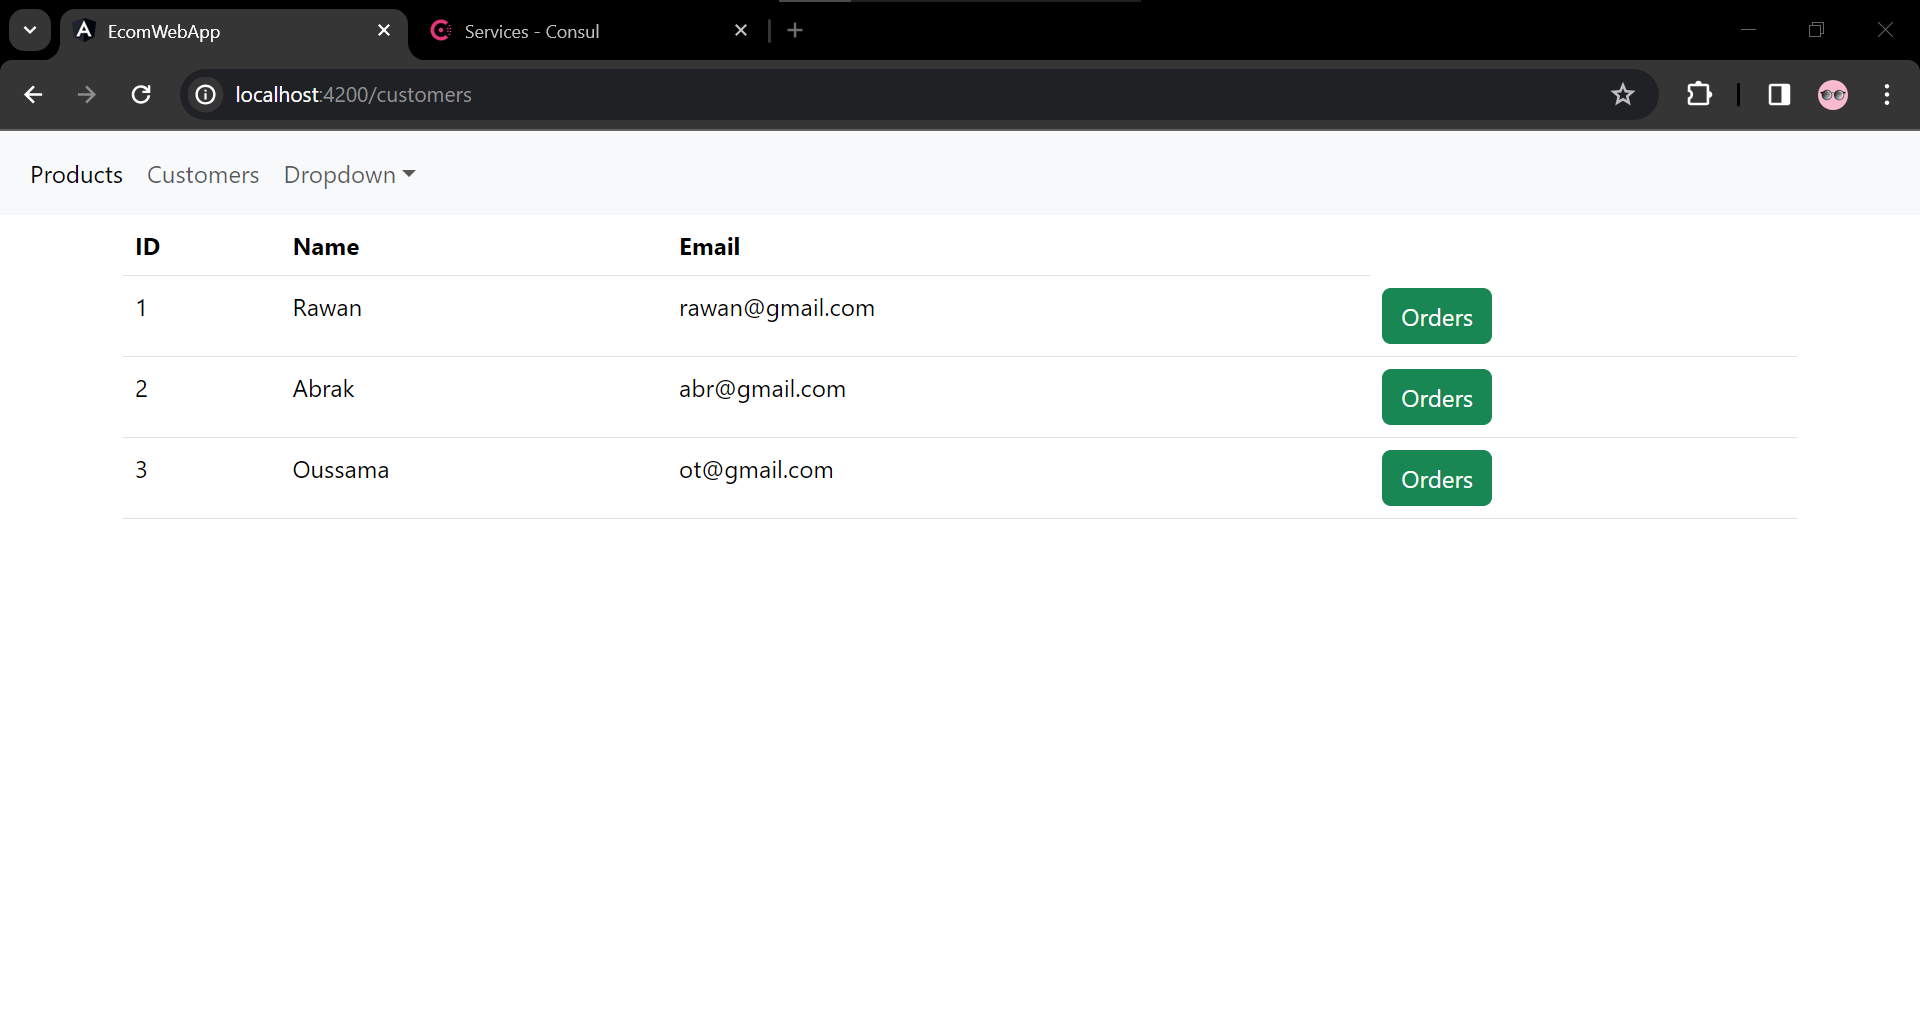 EcomWebApp Services - Consul
localhost:4200/customers
Products Customers Dropdown
ID Name Email
1 Rawan rawan@gmail.com Orders
2 Abrak abr@gmail.com Orders
3 Oussama ot@gmail.com Orders